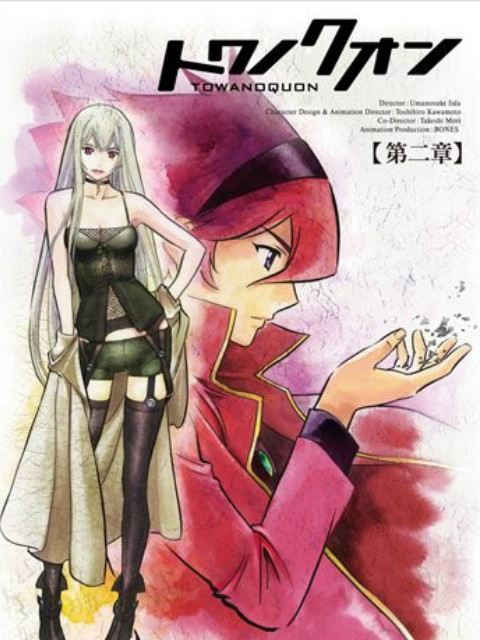 トワノクオン
TOWANOQUON
Director : Umanosuke Iida
Character Design & Animation Director : Toshihiro Kawamoto
Co-Director : Takeshi Mori
Animation Production : BONES
【第二章】